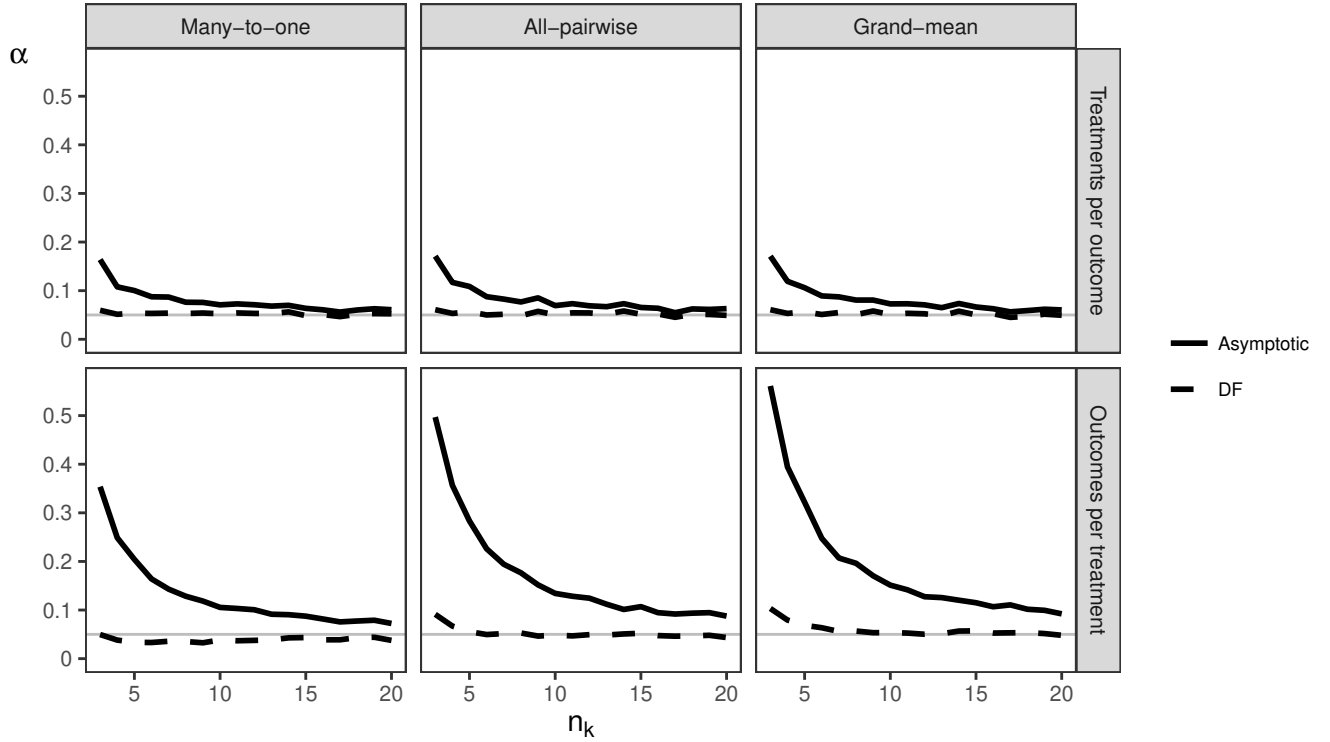 Many−to−one
All−pairwise
Grand−mean
α
0.5
0.4
0.3
0.2
0.1
0
Treatments per outcome
Asymptotic
DF
0.5
0.4
0.3
0.2
0.1
0
Outcomes per treatment
5 10 15 20
5 10 15 20
5 10 15 20
nk